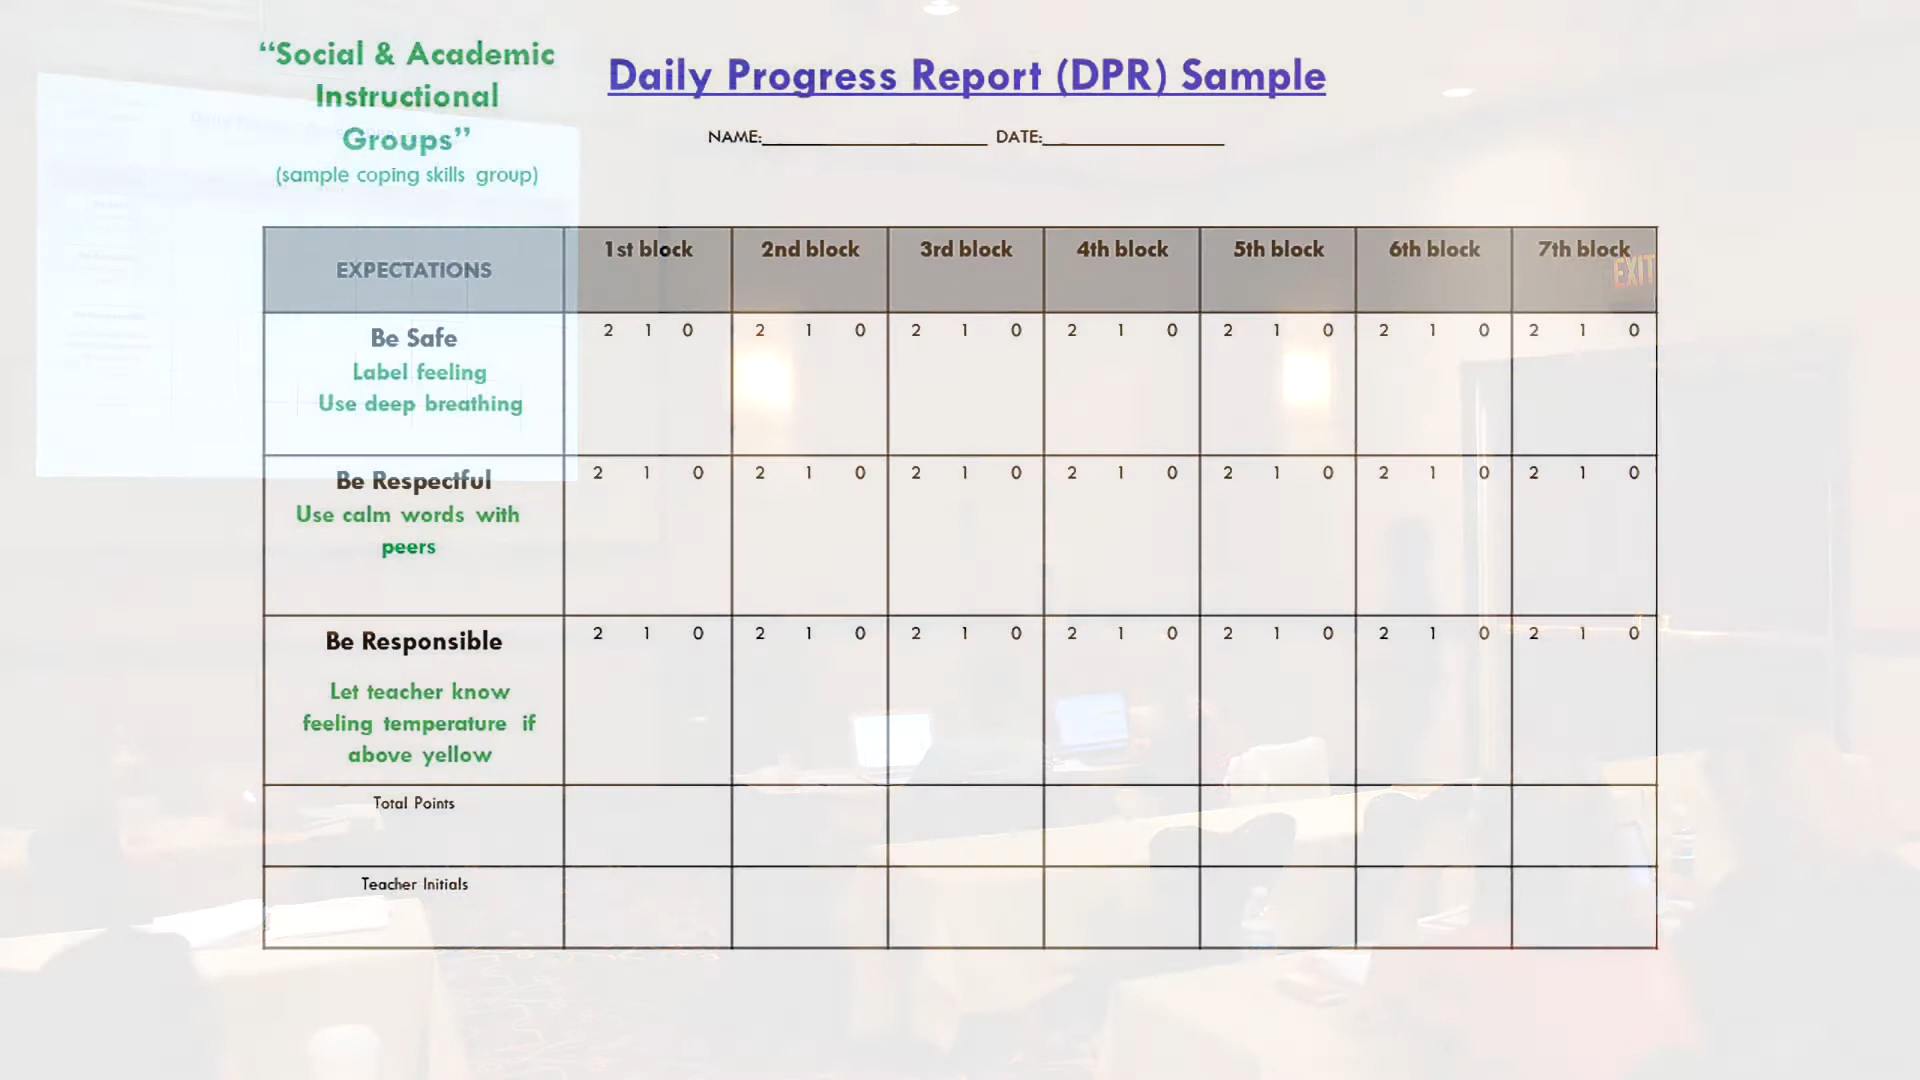 “Social & Academic
Instructional
Groups”
(sample coping skills group)
Daily Progress Report (DPR) Sample
NAME:____________________ DATE:________________
EXPECTATIONS 1st block 2nd block 3rd block 4th block 5th block 6th block 7th block
EXIT
Be Safe 2 1 0 2 1 0 2 1 0 2 1 0 2 1 0 2 1 0 2 1 0
Label feeling
Use deep breathing
Be Respectful 2 1 0 2 1 0 2 1 0 2 1 0 2 1 0 2 1 0 2 1 0
Use calm words with
peers
Be Responsible 2 1 0 2 1 0 2 1 0 2 1 0 2 1 0 2 1 0 2 1 0
Let teacher know
feeling temperature if
above yellow
Total Points
Teacher Initials